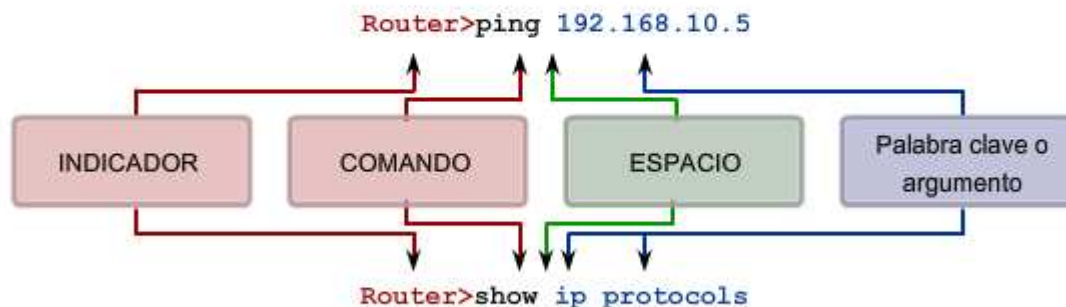 Router>ping 192.168.10.5
INDICADOR
COMANDO
ESPACIO
Palabra clave o
argumento
Router>show ip protocols